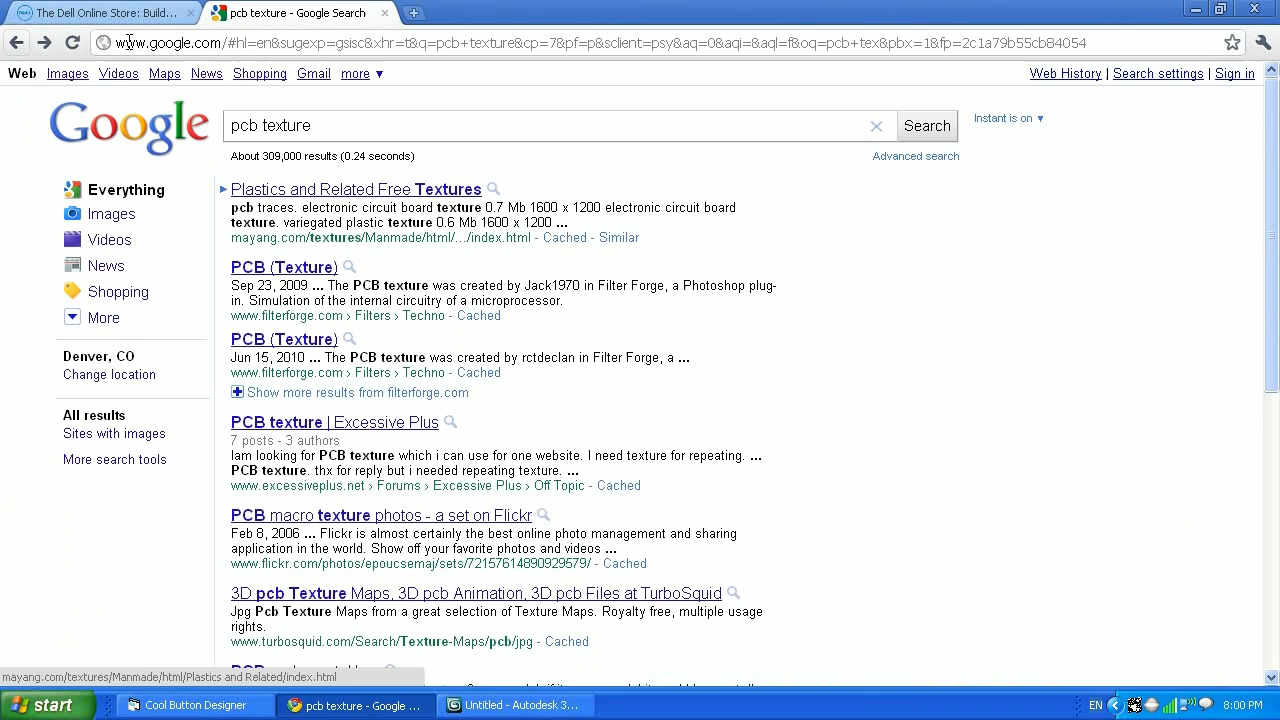 The Dell Online Store: Build...
pcb texture - Google Search
www.google.com/#hl=en&sugexp=gsisc&xhr=t&q=pcb+texture&cp=7&pf=p&sclient=psy&aq=0&aqi=&aql=f&oq=pcb+tex&pbx=1&fp=2c1a79b55cb84054
Web Images Videos Maps News Shopping Gmail more ▼
Web History | Search settings | Sign in
Google
pcb texture
Search
Instant is on ▼
About 309,000 results (0.24 seconds)
Advanced search
Everything
Images
Videos
News
Shopping
More
Denver, CO
Change location
All results
Sites with images
More search tools
Plastics and Related Free Textures
pcb traces. electronic circuit board texture 0.7 Mb 1600 x 1200 electronic circuit board
texture. variegated plastic texture 0.6 Mb 1600 x 1200 ...
mayang.com/textures/Manmade/html/.../index.html - Cached - Similar
PCB (Texture)
Sep 23, 2009 ... The PCB texture was created by Jack1970 in Filter Forge, a Photoshop plug-
in. Simulation of the internal circuitry of a microprocessor.
www.filterforge.com › Filters › Techno - Cached
PCB (Texture)
Jun 15, 2010 ... The PCB texture was created by rctdeclan in Filter Forge, a ...
www.filterforge.com › Filters › Techno - Cached
Show more results from filterforge.com
PCB texture | Excessive Plus
7 posts - 3 authors
Iam looking for PCB texture which i can use for one website. I need texture for repeating. ...
PCB texture. thx for reply but i needed repeating texture. ...
www.excessiveplus.net › Forums › Excessive Plus › Off Topic - Cached
PCB macro texture photos - a set on Flickr
Feb 8, 2006 ... Flickr is almost certainly the best online photo management and sharing
application in the world. Show off your favorite photos and videos ...
www.flickr.com/photos/epoucsemaj/sets/72157614890929579/ - Cached
3D pcb Texture Maps, 3D pcb Animation, 3D pcb Files at TurboSquid
Jpg Pcb Texture Maps from a great selection of Texture Maps. Royalty free, multiple usage
rights.
www.turbosquid.com/Search/Texture-Maps/pcb/jpg - Cached
mayang.com/textures/Manmade/html/Plastics and Related/index.html
start
Cool Button Designer
pcb texture - Google ...
Untitled - Autodesk 3...
EN
8:00 PM